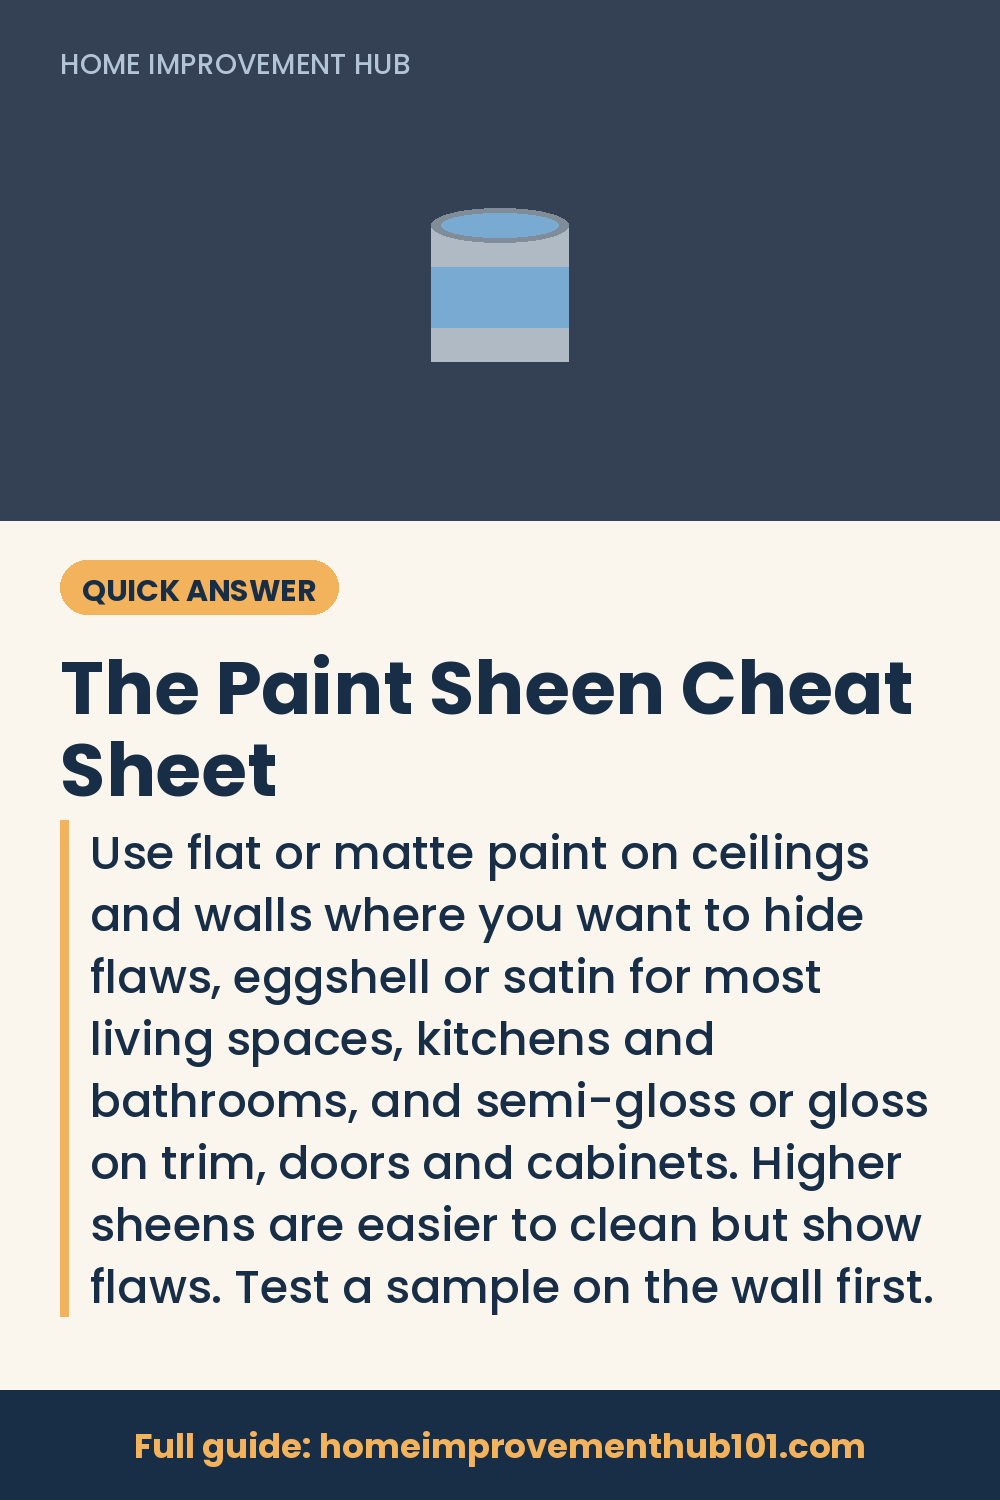 HOME IMPROVEMENT HUB
QUICK ANSWER
The Paint Sheen Cheat
Sheet
Use flat or matte paint on ceilings
and walls where you want to hide
flaws, eggshell or satin for most
living spaces, kitchens and
bathrooms, and semi-gloss or gloss
on trim, doors and cabinets. Higher
sheens are easier to clean but show
flaws. Test a sample on the wall first.
Full guide: homeimprovementhub101.com